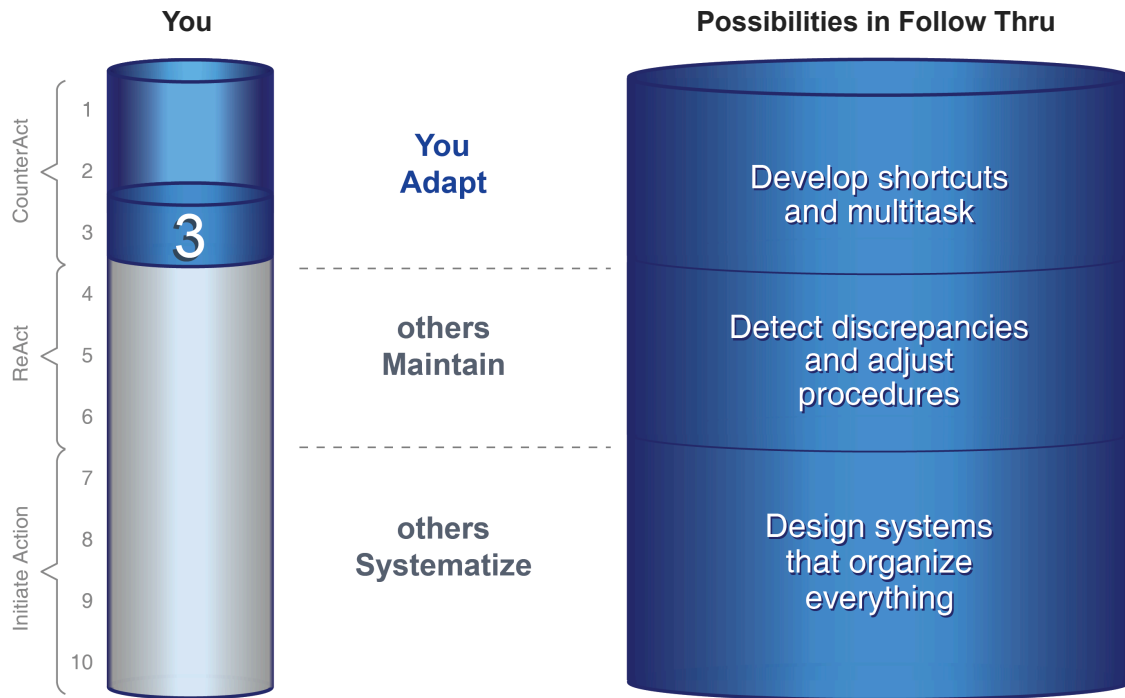 You
Possibilities in Follow Thru
CounterAct
1
2
3
3
You
Adapt
Develop shortcuts
and multitask
ReAct
4
5
6
others
Maintain
Detect discrepancies
and adjust
procedures
Initiate Action
7
8
9
10
others
Systematize
Design systems
that organize
everything